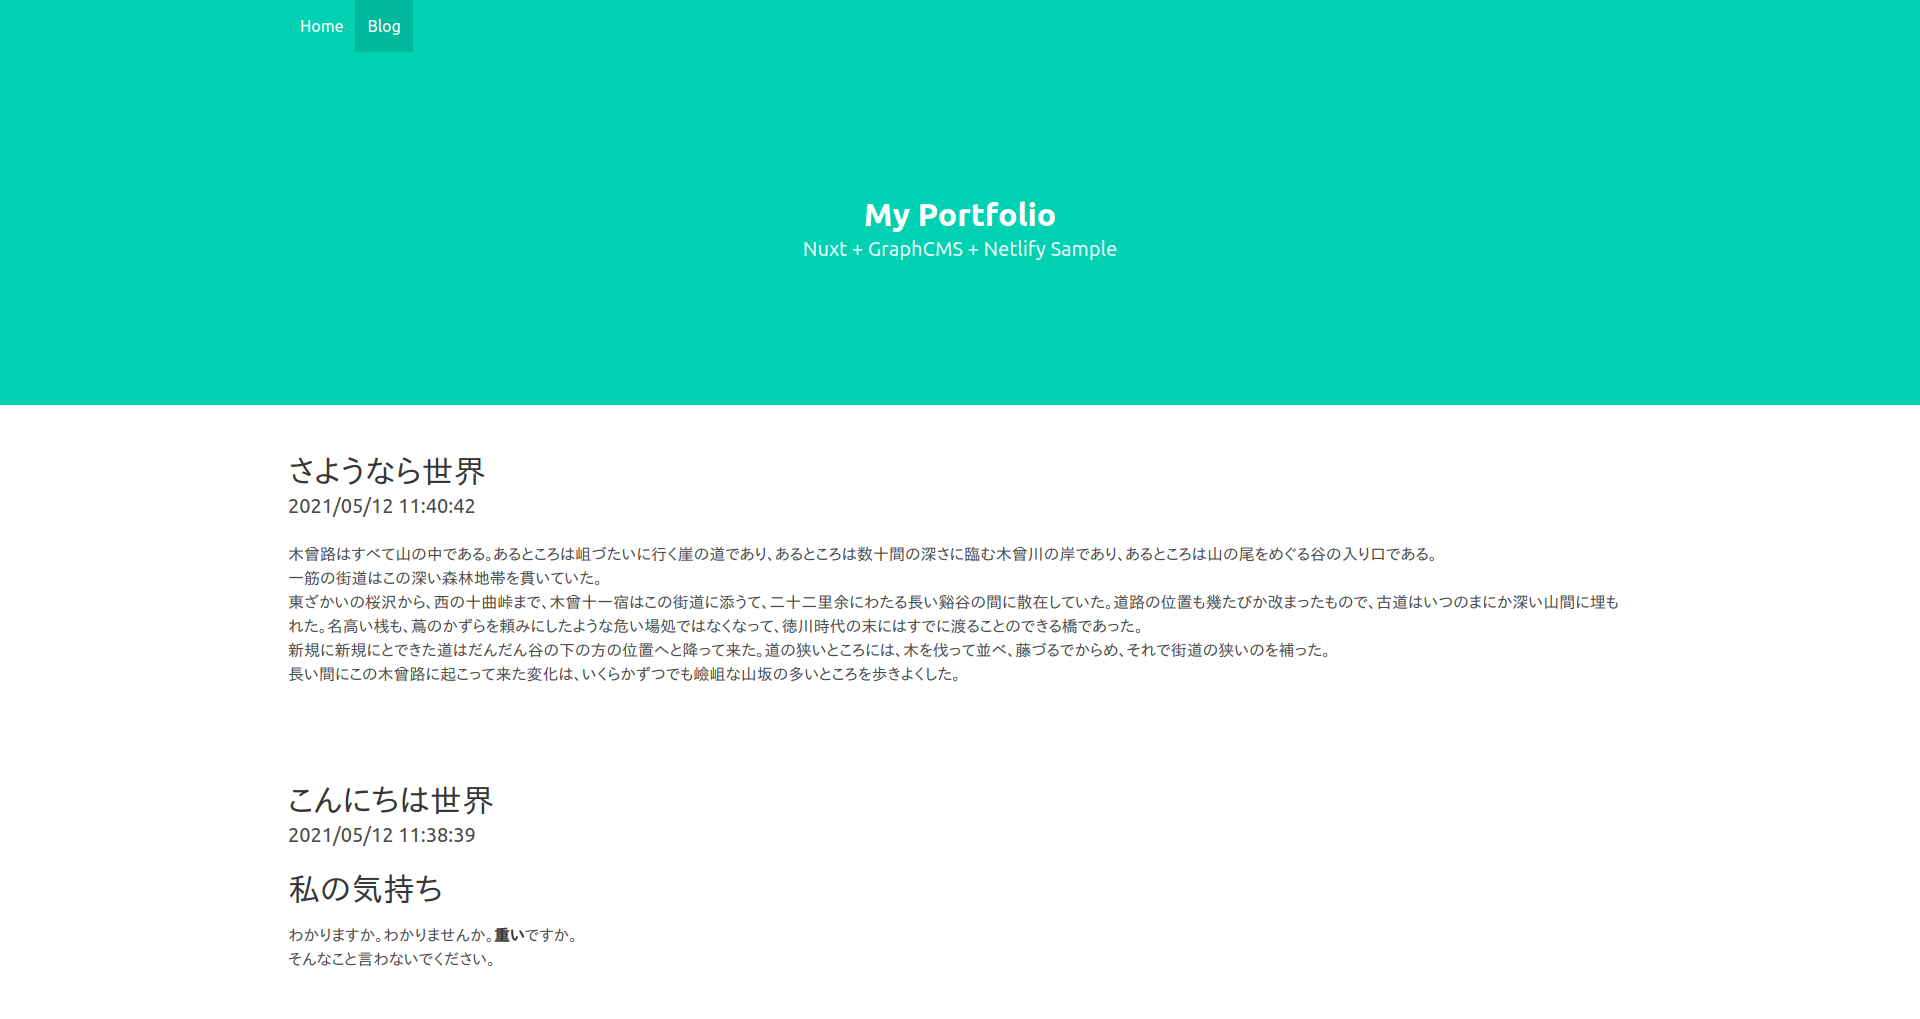 Home Blog
My Portfolio
Nuxt + GraphCMS + Netlify Sample
さようなら世界
2021/05/12 11:40:42
木曾路はすべて山の中である。あるところは岨づたいに行く崖の道であり、あるところは数十間の深さに臨む木曾川の岸であり、あるところは山の尾をめぐる谷の入り口である。
一筋の街道はこの深い森林地帯を貫いていた。
東ざかいの桜沢から、西の十曲峠まで、木曾十一宿はこの街道に添うて、二十二里余にわたる長い谿谷の間に散在していた。道路の位置も幾たびか改まったもので、古道はいつのまにか深い山間に埋も
れた。名高い桟も、蔦のかずらを頼みにしたような危い場処ではなくなって、徳川時代の末にはすでに渡ることのできる橋であった。
新規に新規にとできた道はだんだん谷の下の方の位置へと降って来た。道の狭いところには、木を伐って並べ、藤づるでからめ、それで街道の狭いのを補った。
長い間にこの木曾路に起こって来た変化は、いくらかずつでも嶮岨な山坂の多いところを歩きよくした。
こんにちは世界
2021/05/12 11:38:39
私の気持ち
わかりますか。わかりませんか。重いですか。
そんなこと言わないでください。